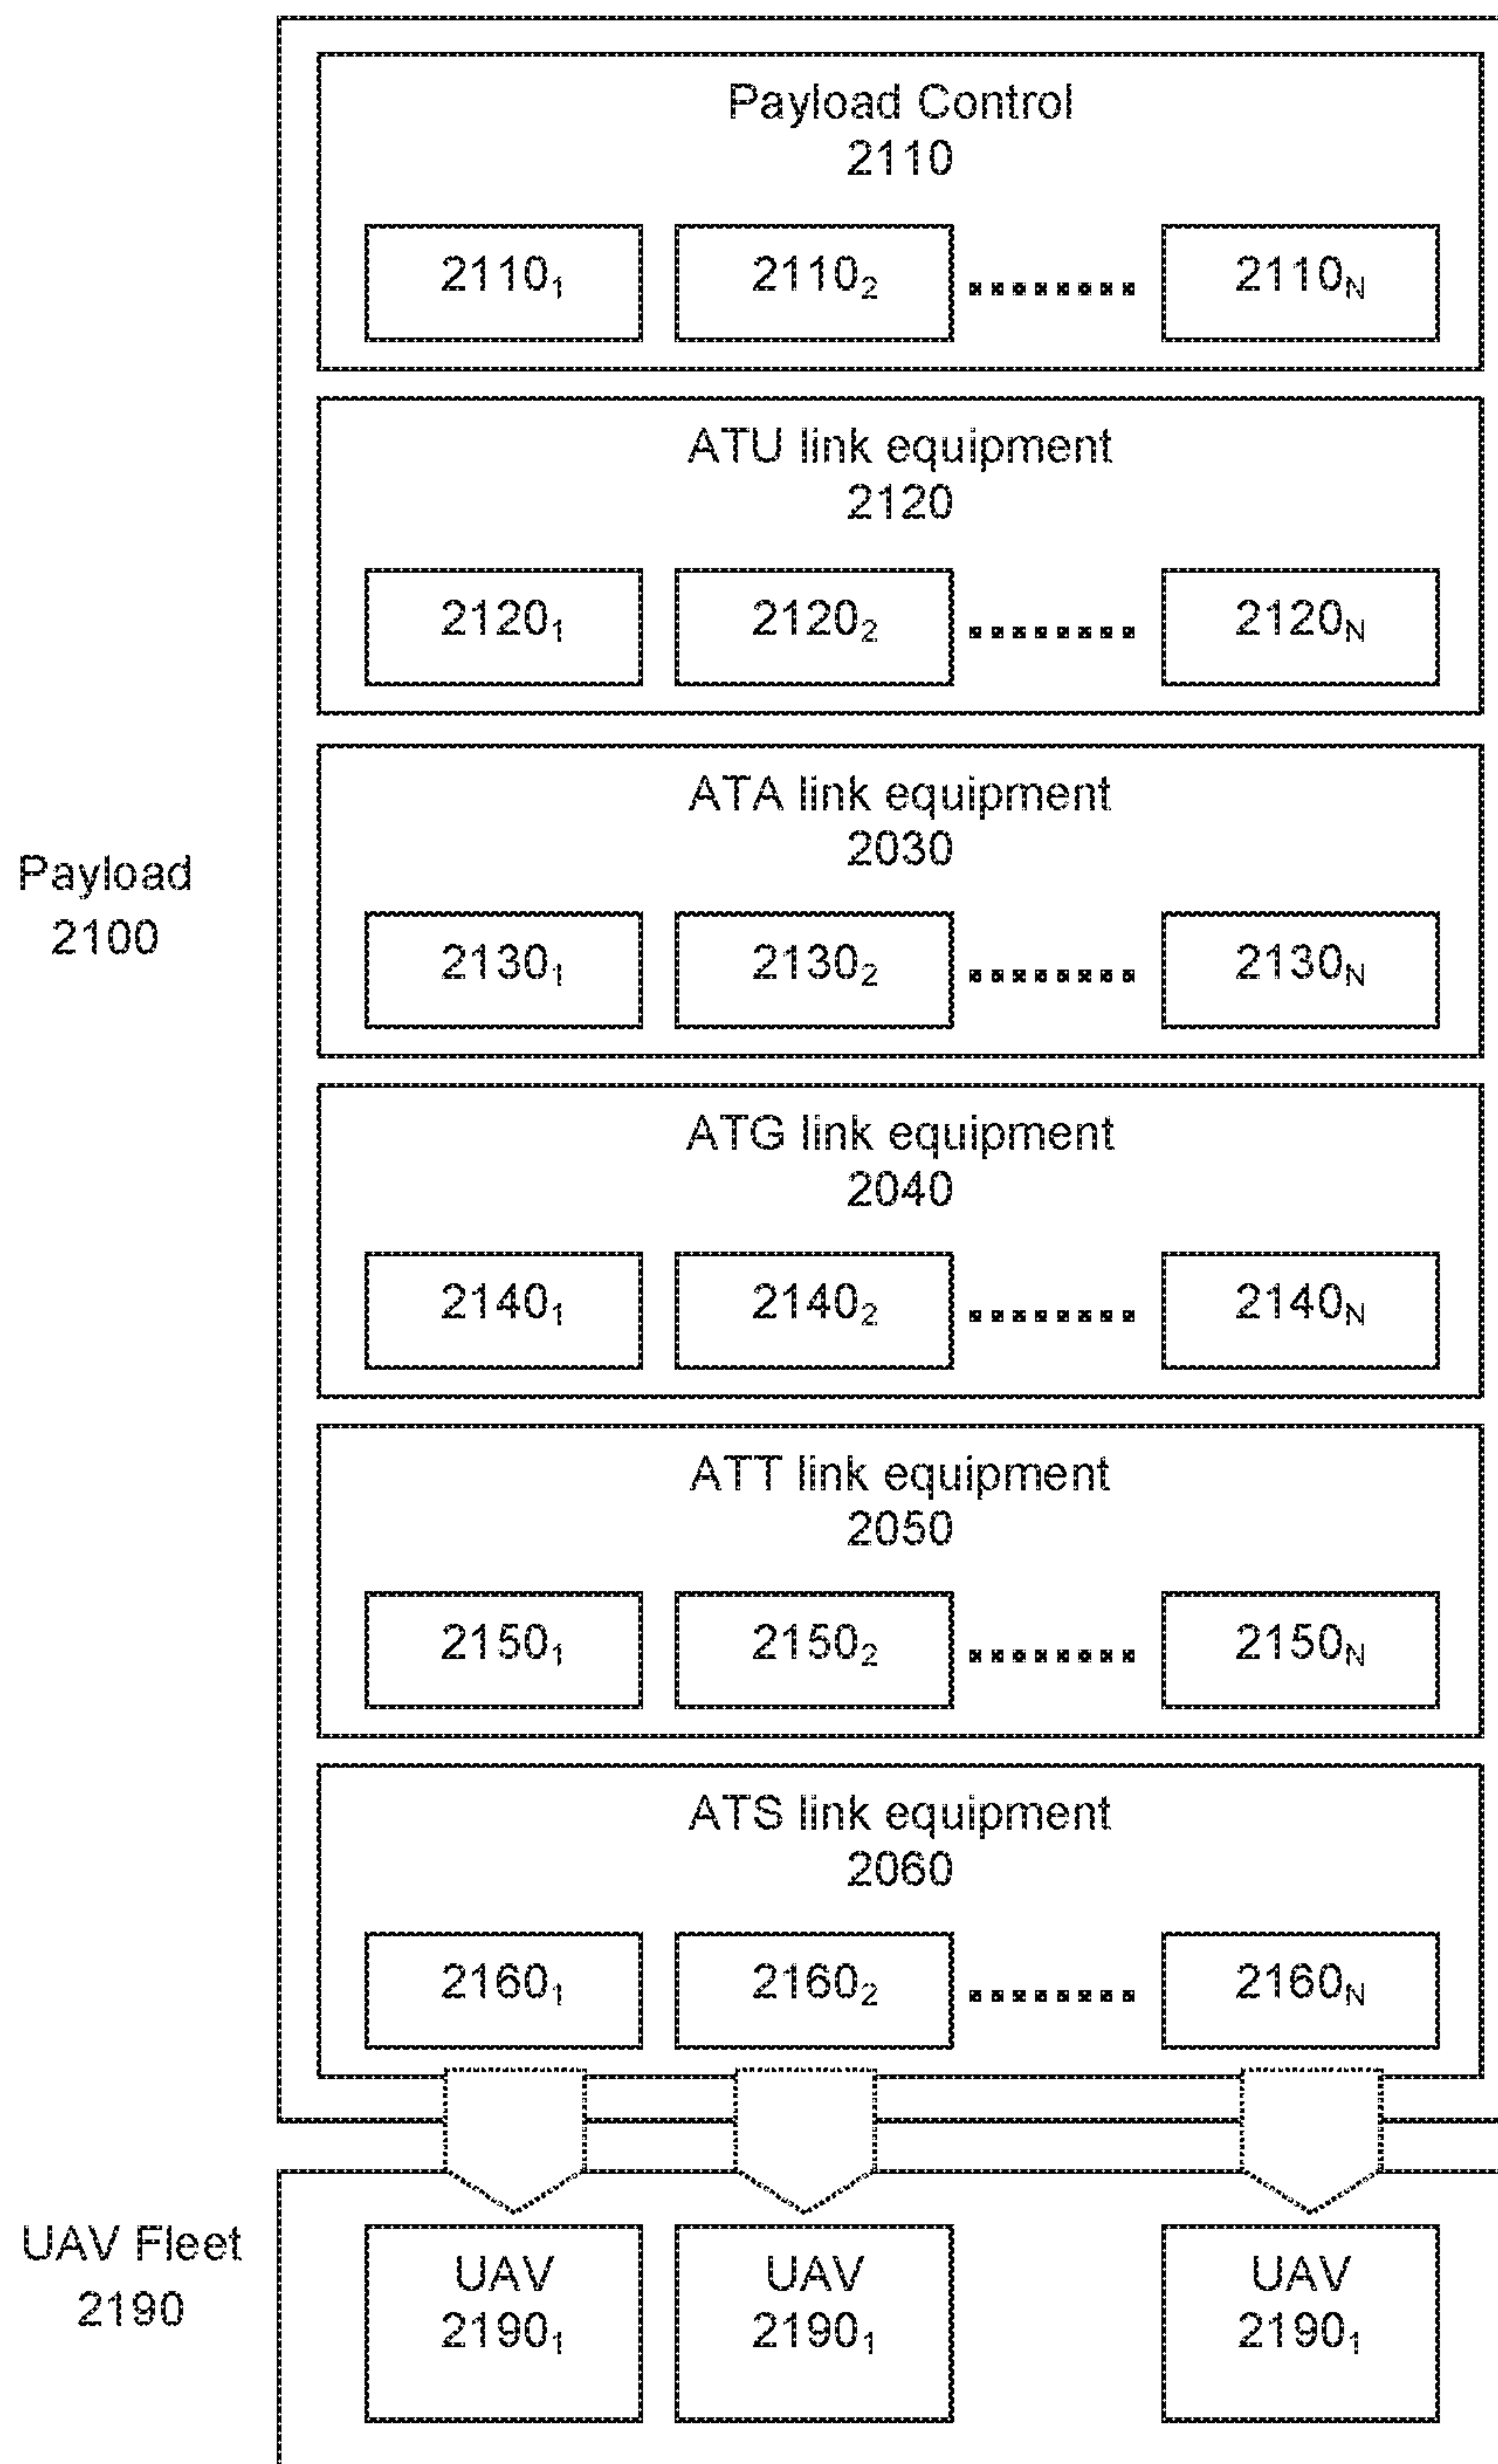 Payload Control
2110
2110₁ 2110₂ ........ 2110N
ATU link equipment
2120
2120₁ 2120₂ ........ 2120N
ATA link equipment
2030
2130₁ 2130₂ ........ 2130N
Payload
2100
ATG link equipment
2040
2140₁ 2140₂ ........ 2140N
ATT link equipment
2050
2150₁ 2150₂ ........ 2150N
ATS link equipment
2060
2160₁ 2160₂ ........ 2160N
UAV Fleet
2190
UAV UAV UAV
2190₁ 2190₁ 2190₁